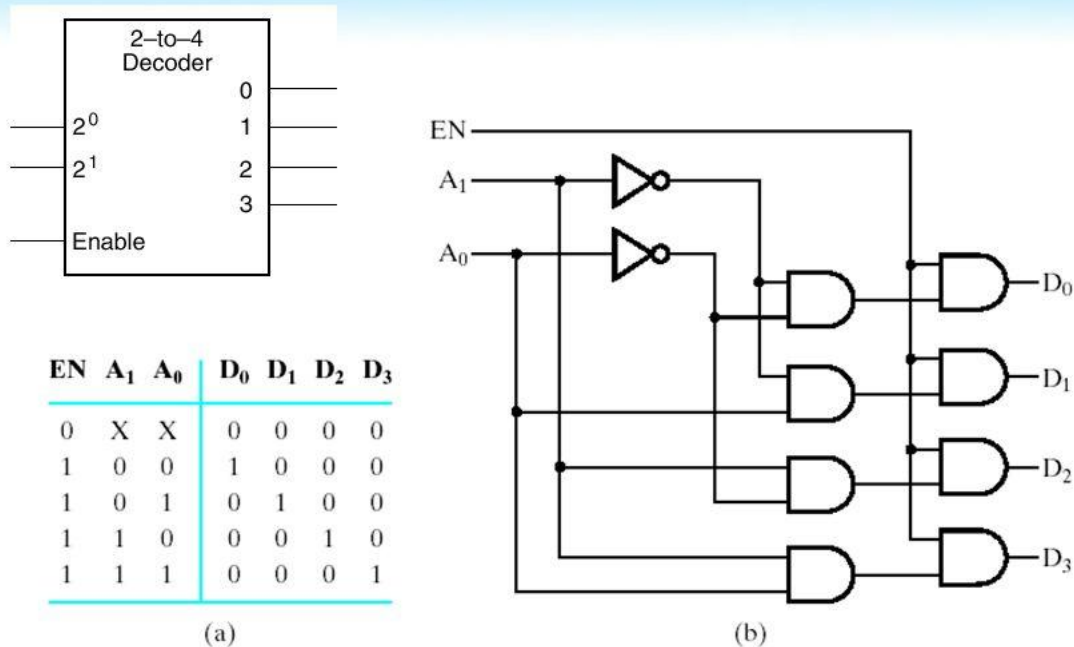 2–to–4
Decoder
0
2⁰ 1
2¹ 2
3
Enable
EN A₁ A₀ D₀ D₁ D₂ D₃
0 X X 0 0 0 0
1 0 0 1 0 0 0
1 0 1 0 1 0 0
1 1 0 0 0 1 0
1 1 1 0 0 0 1
(a)
EN
A₁
A₀
D₀
D₁
D₂
D₃
(b)